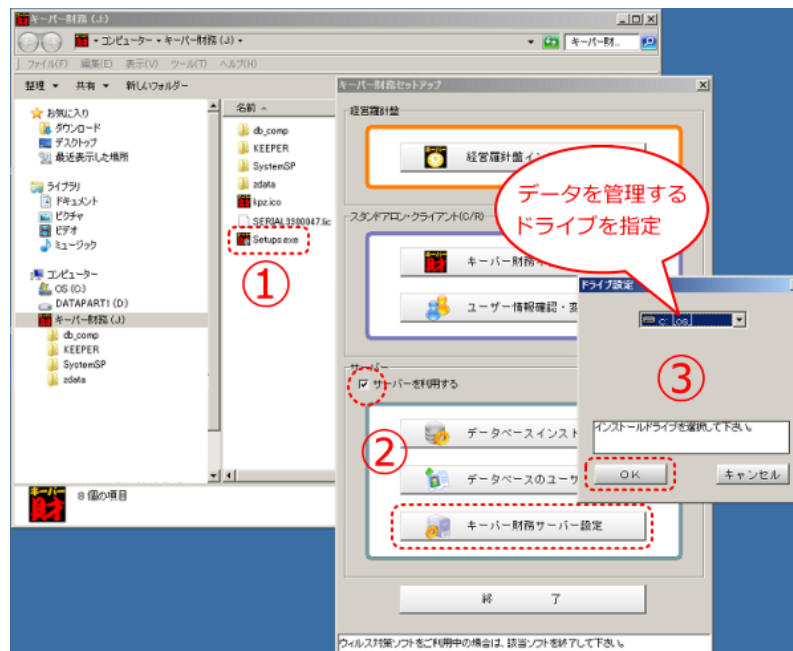 キーパー財務 (J:)
コンピューター
キーパー財務 (J:)
キーパー財...
ファイル(F) 編集(E) 表示(V) ツール(T) ヘルプ(H)
整理 共有 新しいフォルダー
お気に入り
ダウンロード
デスクトップ
最近表示した場所
ライブラリ
ドキュメント
ピクチャ
ビデオ
ミュージック
コンピューター
OS (C:)
DATAPART1 (D:)
キーパー財務 (J:)
db_comp
KEEPER
SystemSP
zdata
名前
db_comp
KEEPER
SystemSP
zdata
kpz.ico
SERIAL3300047.lic
Setups.exe
①
8 個の項目
キーパー
財
キーパー財務セットアップ
経営羅針盤
経営羅針盤イン
スタンドアロン・クライアント(C/R)
キーパー財務
ユーザー情報確認・変
サーバー
サーバーを利用する
②
データベースインスト
データベースのユーザ
キーパー財務サーバー設定
終 了
ウィルス対策ソフトをご利用中の場合は、該当ソフトを終了して下さい。
データを管理する
ドライブを指定
ドライブ設定
c: [os]
③
インストールドライブを選択して下さい。
OK キャンセル